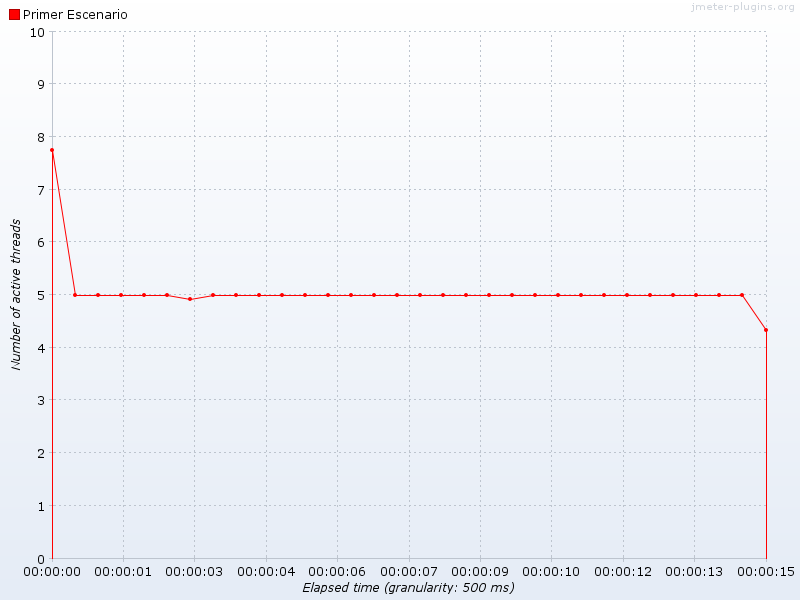 jmeter-plugins.org
Primer Escenario
10
9
8
7
6
5
4
3
2
1
0
Number of active threads
00:00:00 00:00:01 00:00:03 00:00:04 00:00:06 00:00:07 00:00:09 00:00:10 00:00:12 00:00:13 00:00:15
Elapsed time (granularity: 500 ms)